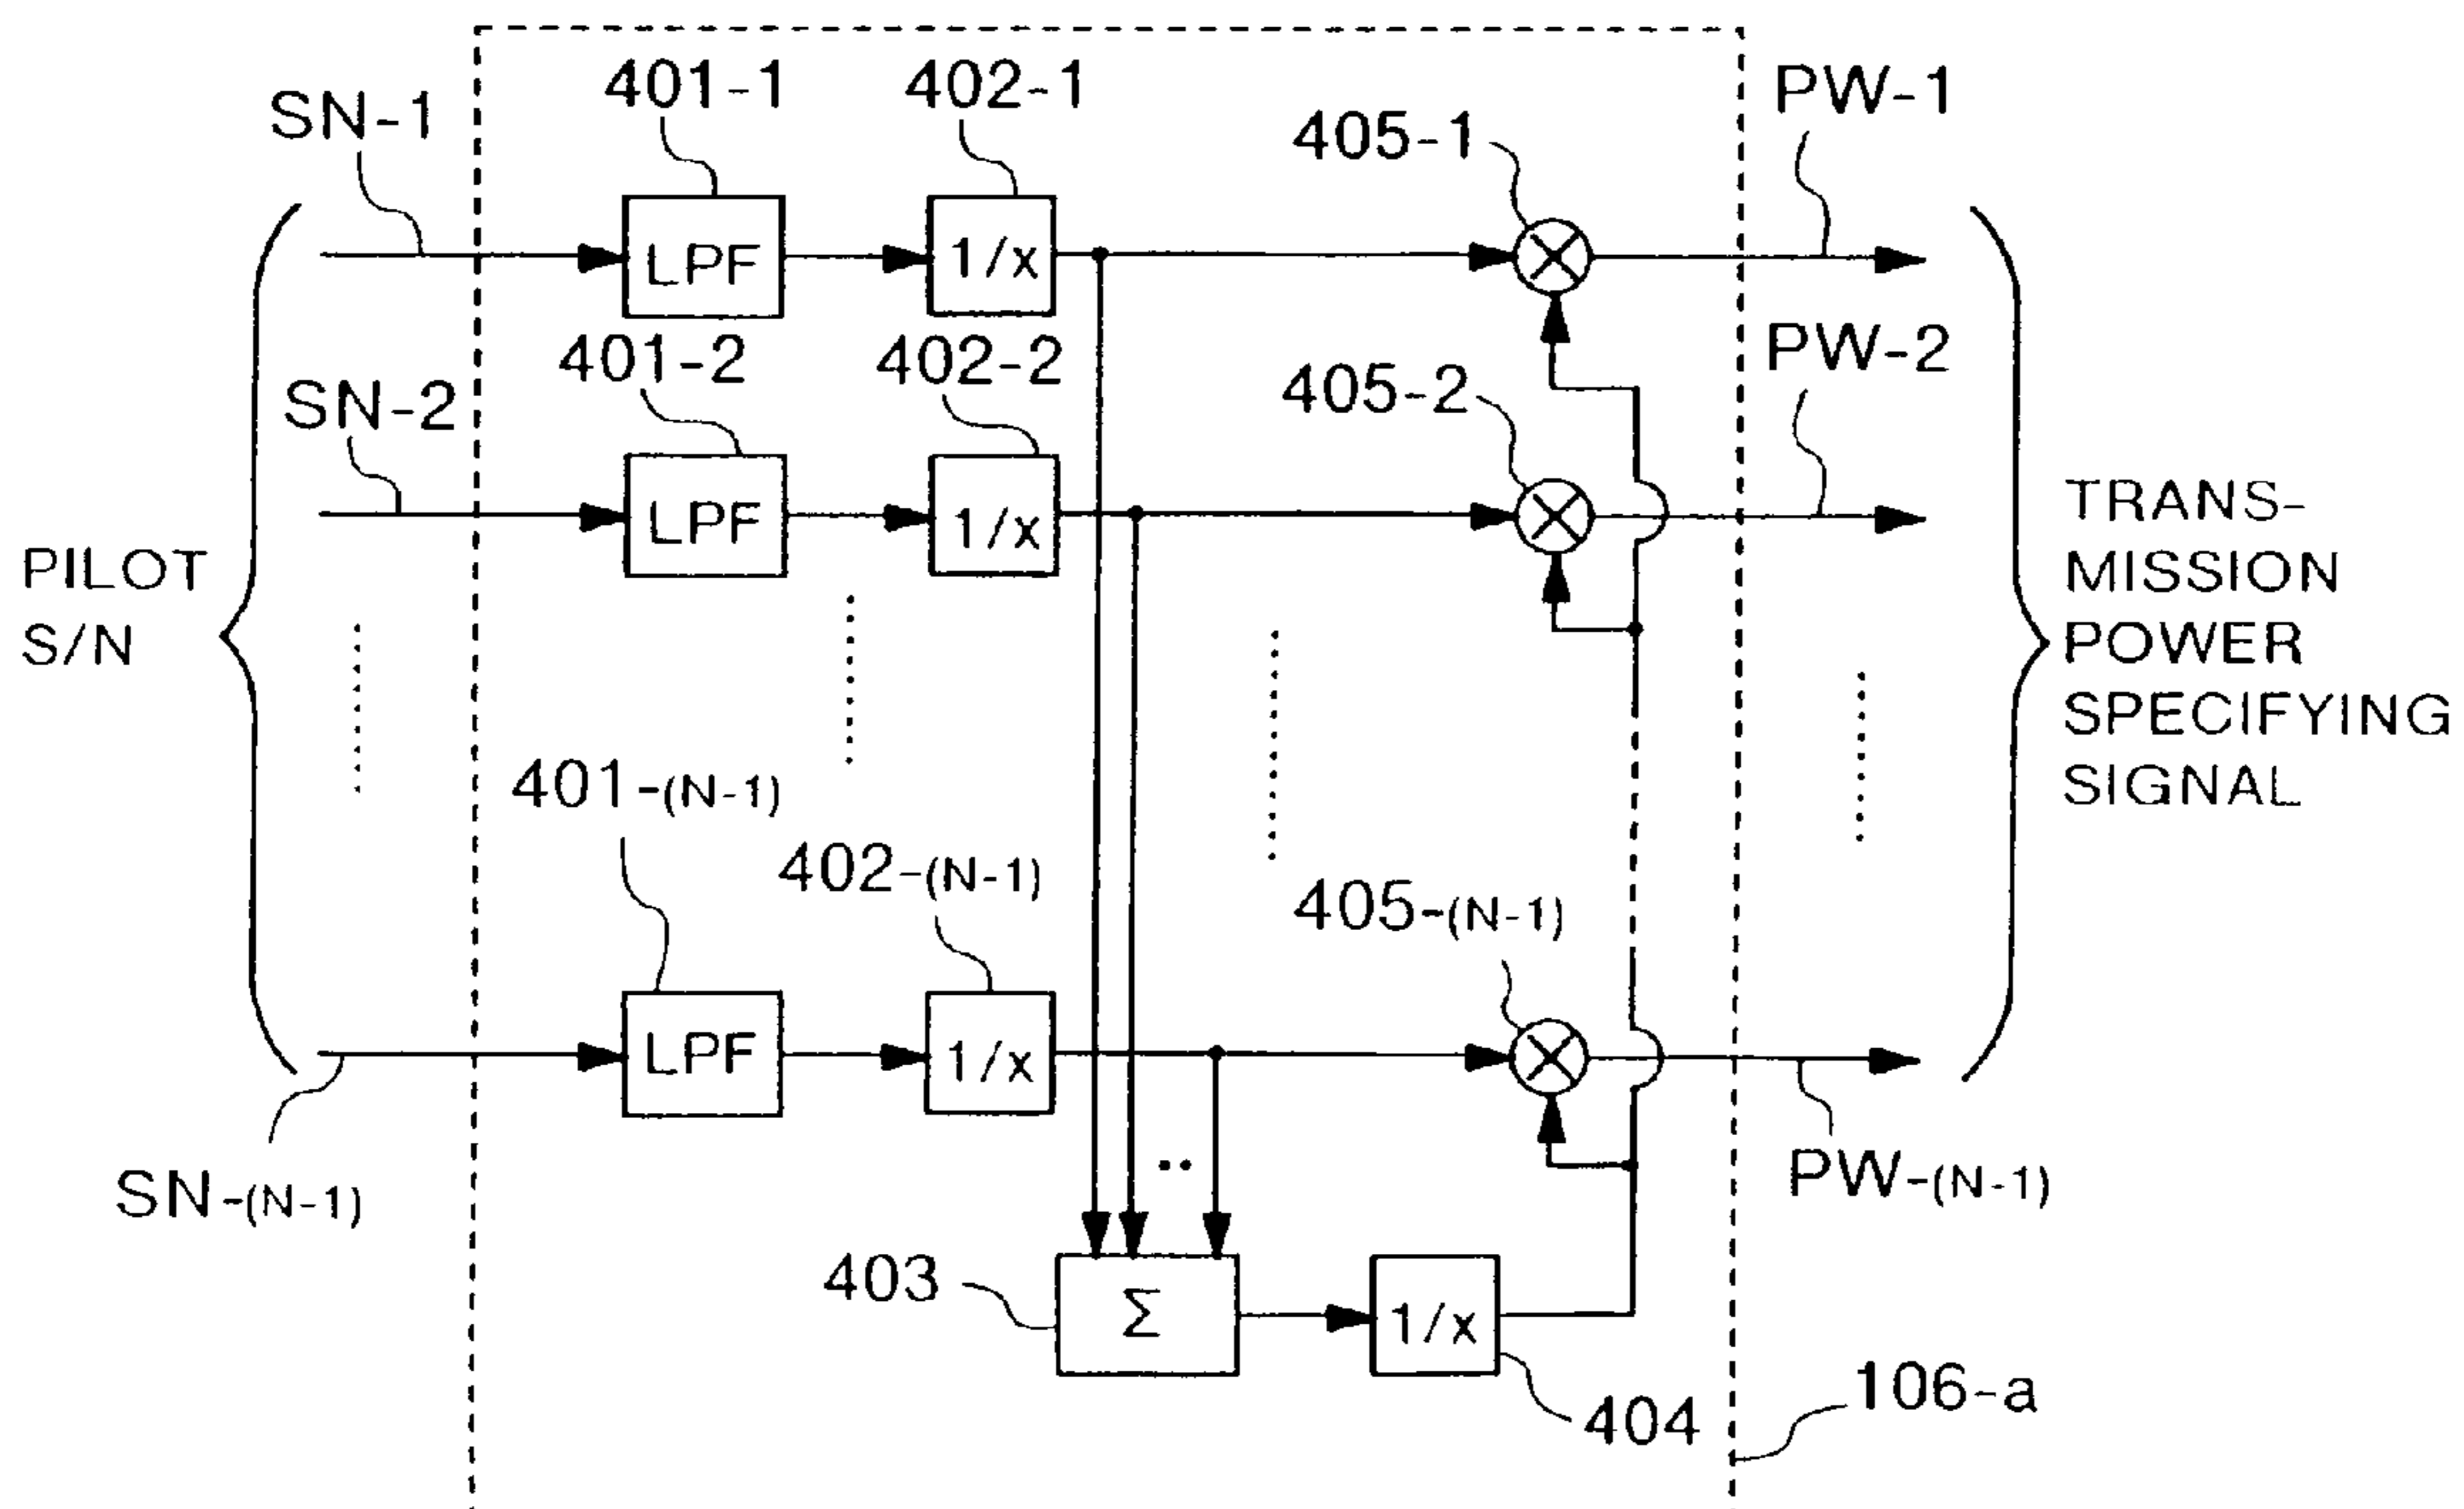 401-1
402-1
PW-1
SN-1
405-1
LPF
1/x
401-2
402-2
PW-2
405-2
SN-2
LPF
1/x
PILOT
S/N
TRANS-
MISSION
POWER
SPECIFYING
SIGNAL
401-(N-1)
402-(N-1)
405-(N-1)
LPF
1/x
SN-(N-1)
PW-(N-1)
403
Σ
1/x
404
106-a